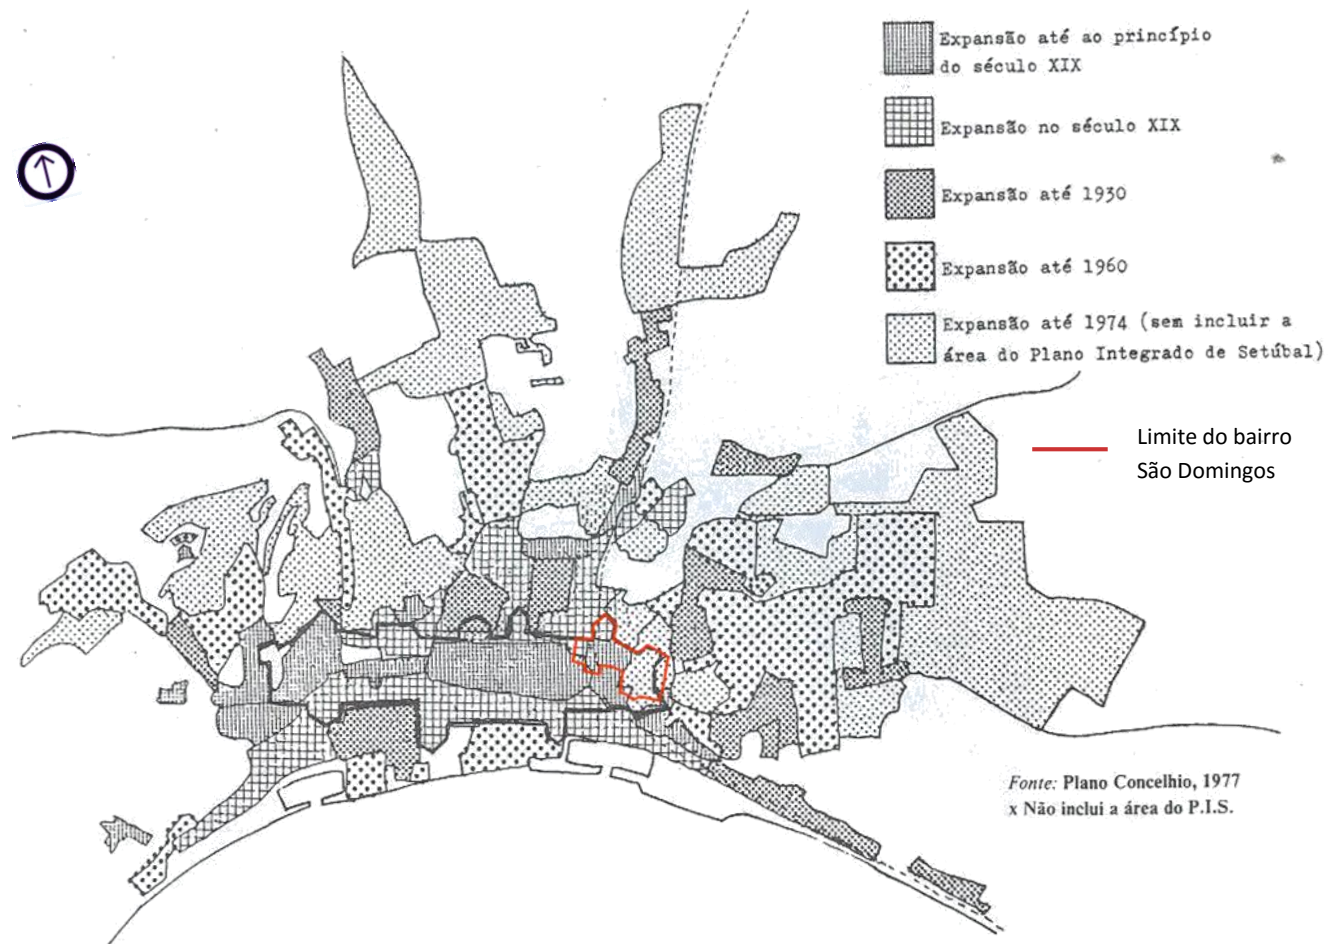 Expansão até ao princípio
do século XIX
Expansão no século XIX
Expansão até 1930
Expansão até 1960
Expansão até 1974 (sem incluir a
área do Plano Integrado de Setúbal)
Limite do bairro
São Domingos
Fonte: Plano Concelhio, 1977
x Não inclui a área do P.I.S.